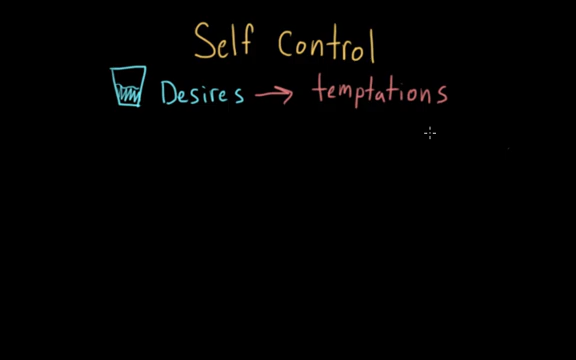 Self Control
Desires → temptations